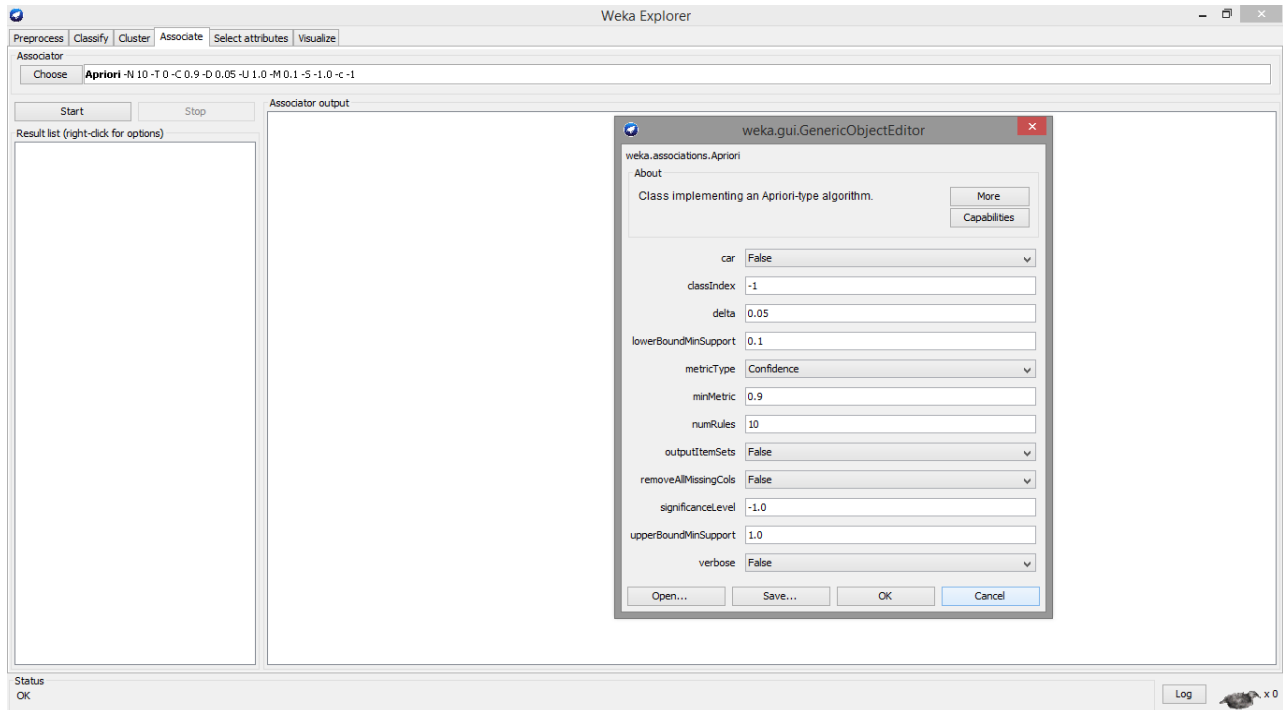 Weka Explorer
Preprocess Classify Cluster Associate Select attributes Visualize
Associator
Choose Apriori -N 10 -T 0 -C 0.9 -D 0.05 -U 1.0 -M 0.1 -S -1.0 -c -1
Start Stop
Result list (right-click for options)
Associator output
weka.gui.GenericObjectEditor
weka.associations.Apriori
About
Class implementing an Apriori-type algorithm.
More
Capabilities
car False
classIndex -1
delta 0.05
lowerBoundMinSupport 0.1
metricType Confidence
minMetric 0.9
numRules 10
outputItemSets False
removeAllMissingCols False
significanceLevel -1.0
upperBoundMinSupport 1.0
verbose False
Open... Save... OK Cancel
Status
OK
Log x 0